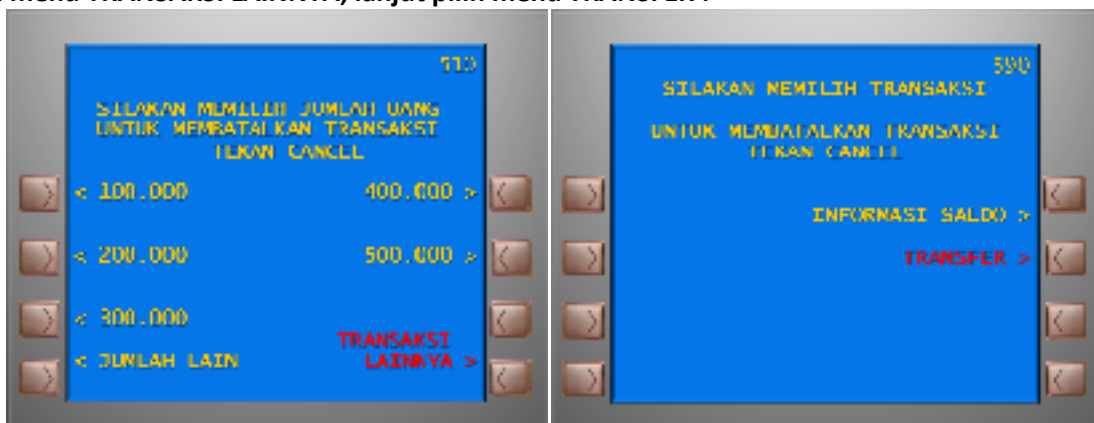 menu TRANSAKSI LAINNYA, lanjut pilih menu TRANSFER.
510
SILAKAN MEMILIH JUMLAH UANG
UNTUK MEMBATALKAN TRANSAKSI
TEKAN CANCEL
< 100.000
400.000 >
< 200.000
500.000 >
< 300.000
TRANSAKSI
< JUMLAH LAIN
LAINNYA >
590
SILAKAN MEMILIH TRANSAKSI
UNTUK MEMBATALKAN TRANSAKSI
TEKAN CANCEL
INFORMASI SALDO >
TRANSFER >